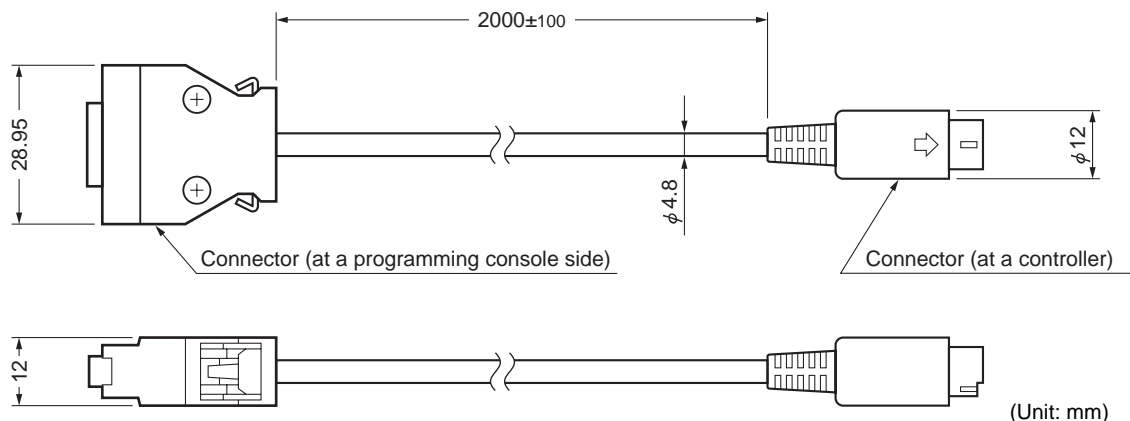 2000±100
28.95
φ12
φ4.8
Connector (at a programming console side)
Connector (at a controller)
12
(Unit: mm)